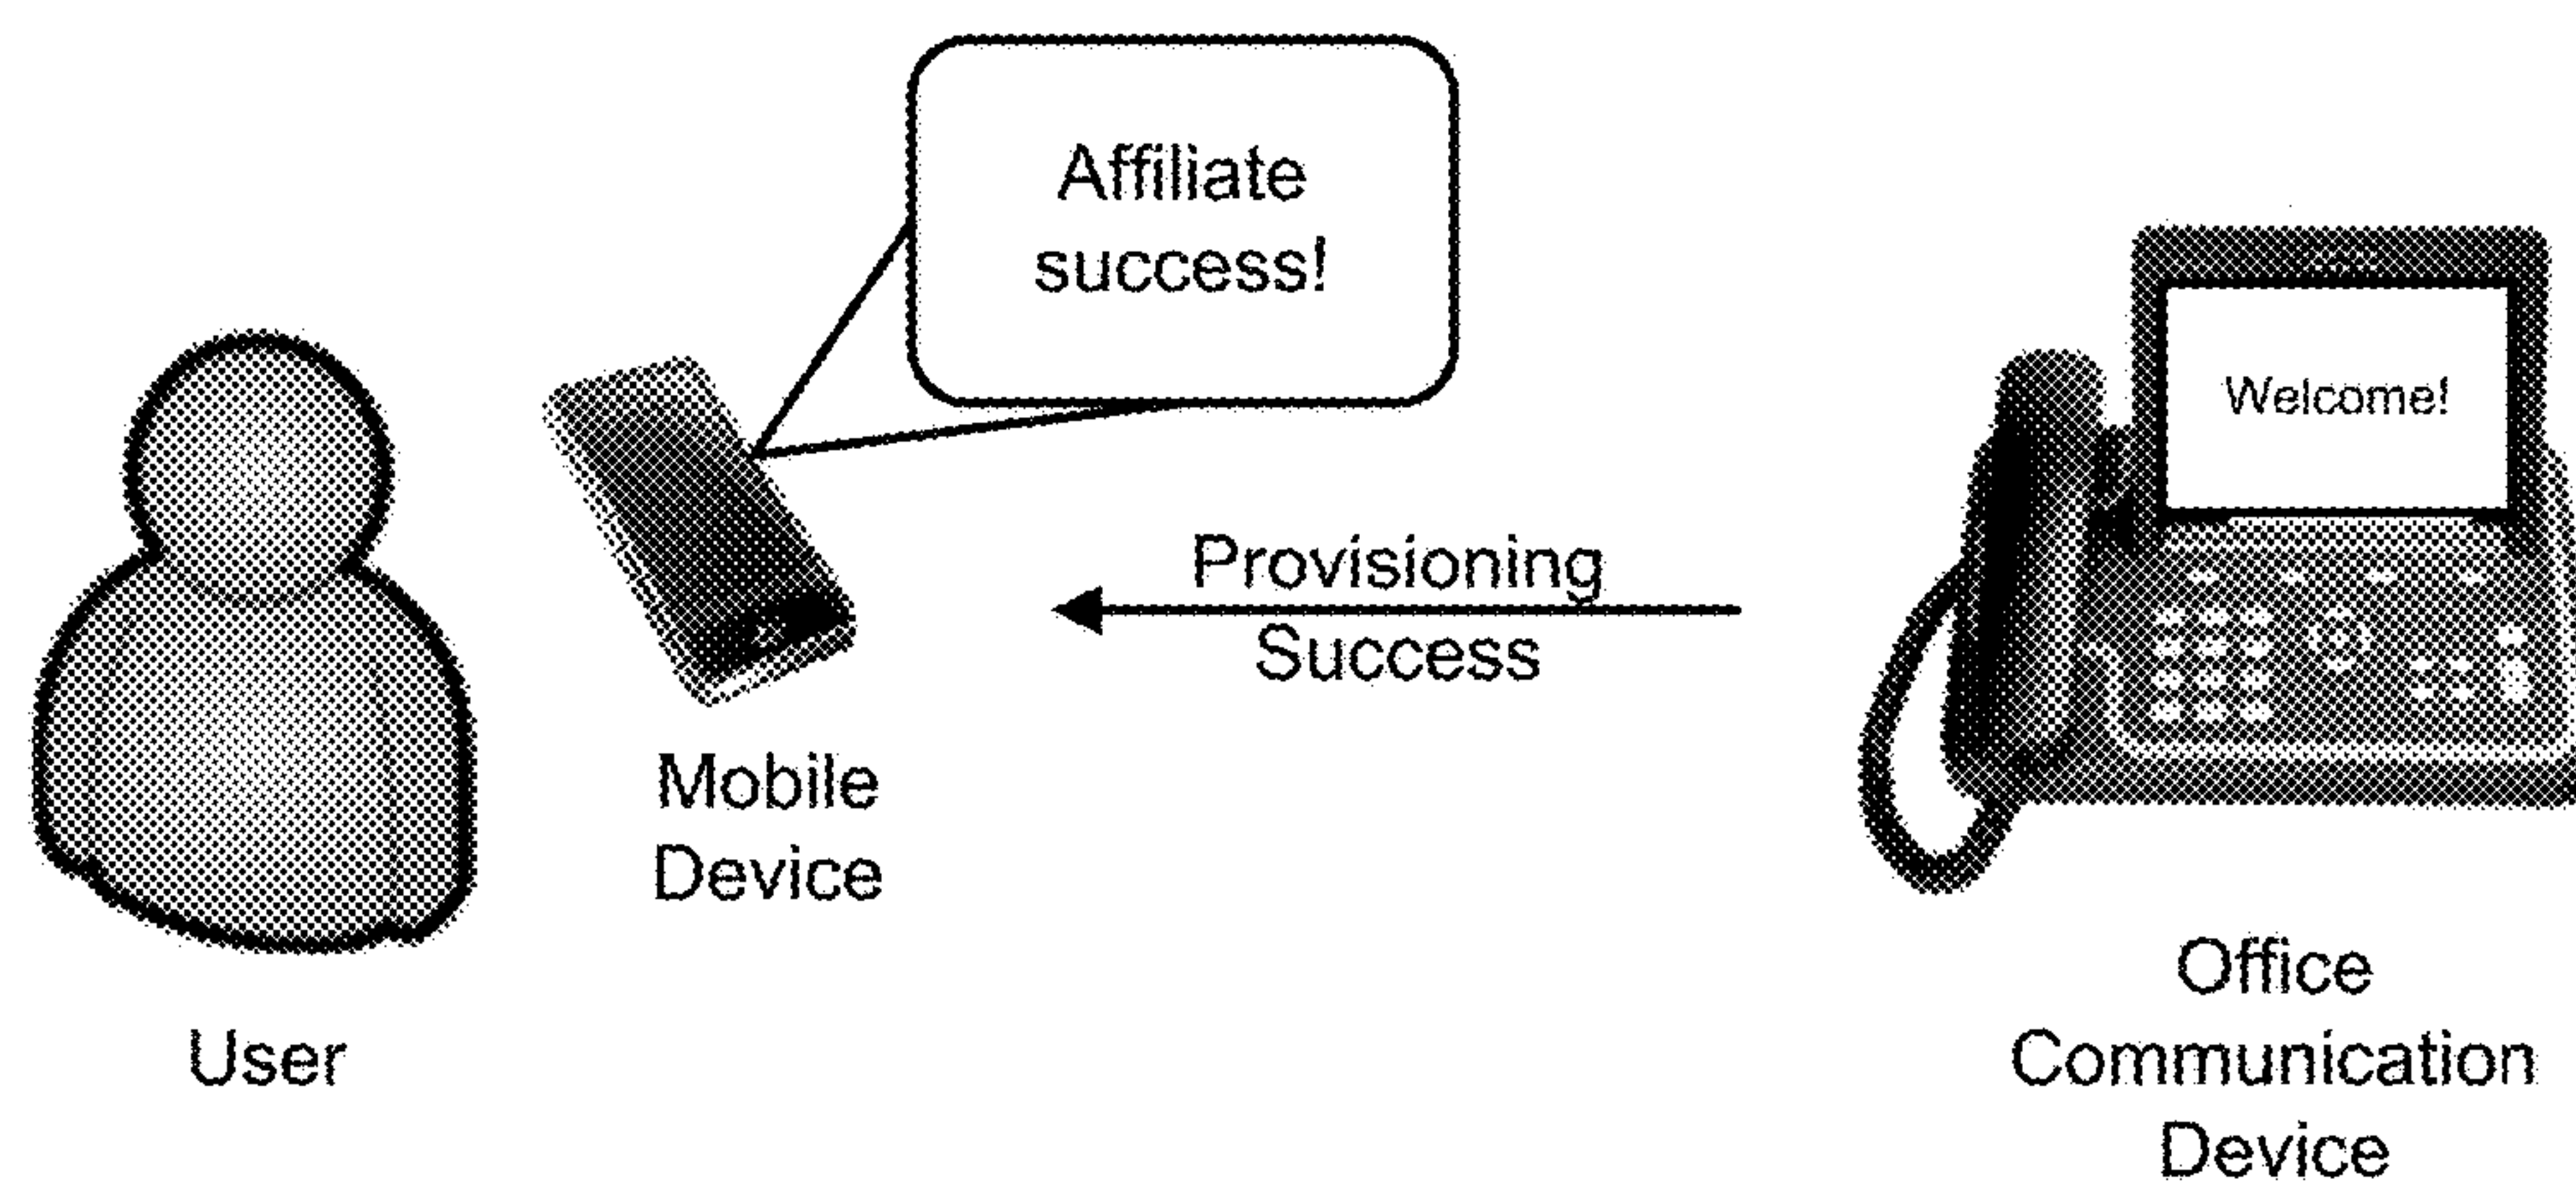 Affiliate
success!
Welcome!
Provisioning
Success
Mobile
Device
User
Office
Communication
Device